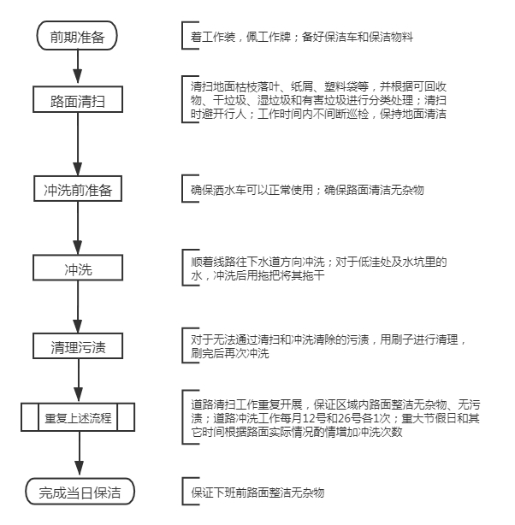 前期准备
着工作装，佩工作牌；备好保洁车和保洁物料
路面清扫
清扫地面枯枝落叶、纸屑、塑料袋等，并根据可回收
物、干垃圾、湿垃圾和有害垃圾进行分类处理；清扫
时避开行人；工作时间内不间断巡检，保持地面清洁
冲洗前准备
确保洒水车可以正常使用；确保路面清洁无杂物
冲洗
顺着线路往下水道方向冲洗；对于低洼处及水坑里的
水，冲洗后用拖把将其拖干
清理污渍
对于无法通过清扫和冲洗清除的污渍，用刷子进行清理，
刷完后再次冲洗
重复上述流程
道路清扫工作重复开展，保证区域内路面整洁无杂物、无污
渍；道路冲洗工作每月12号和26号各1次；重大节假日和其
它时间根据路面实际情况酌情增加冲洗次数
完成当日保洁
保证下班前路面整洁无杂物